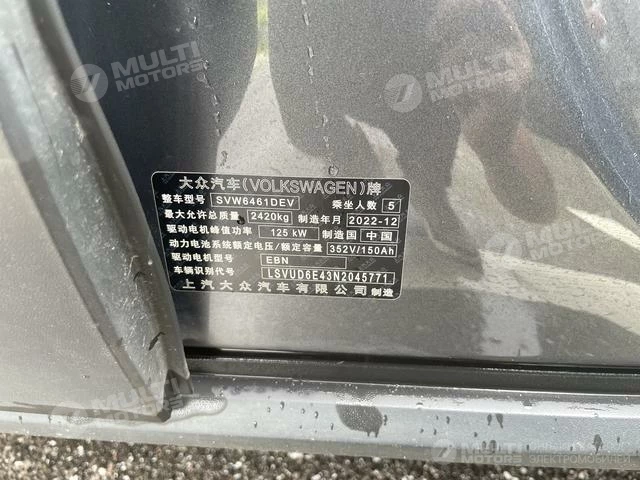 MULTI
MOTORS
MULTI
MOTORS
大众汽车(VOLKSWAGEN)牌
整车型号 SVW6461DEV 乘坐人数 5
最大允许总质量 2420kg 制造年月 2022-12
驱动电机峰值功率 125 kW 制造国 中国
动力电池系统额定电压/额定容量 352V/150Ah
驱动电机型号 EBN
车辆识别代号 LSVUD6E43N2045771
上汽大众汽车有限公司 制造
MULTI
MOTORS
MULTI
MOTORS